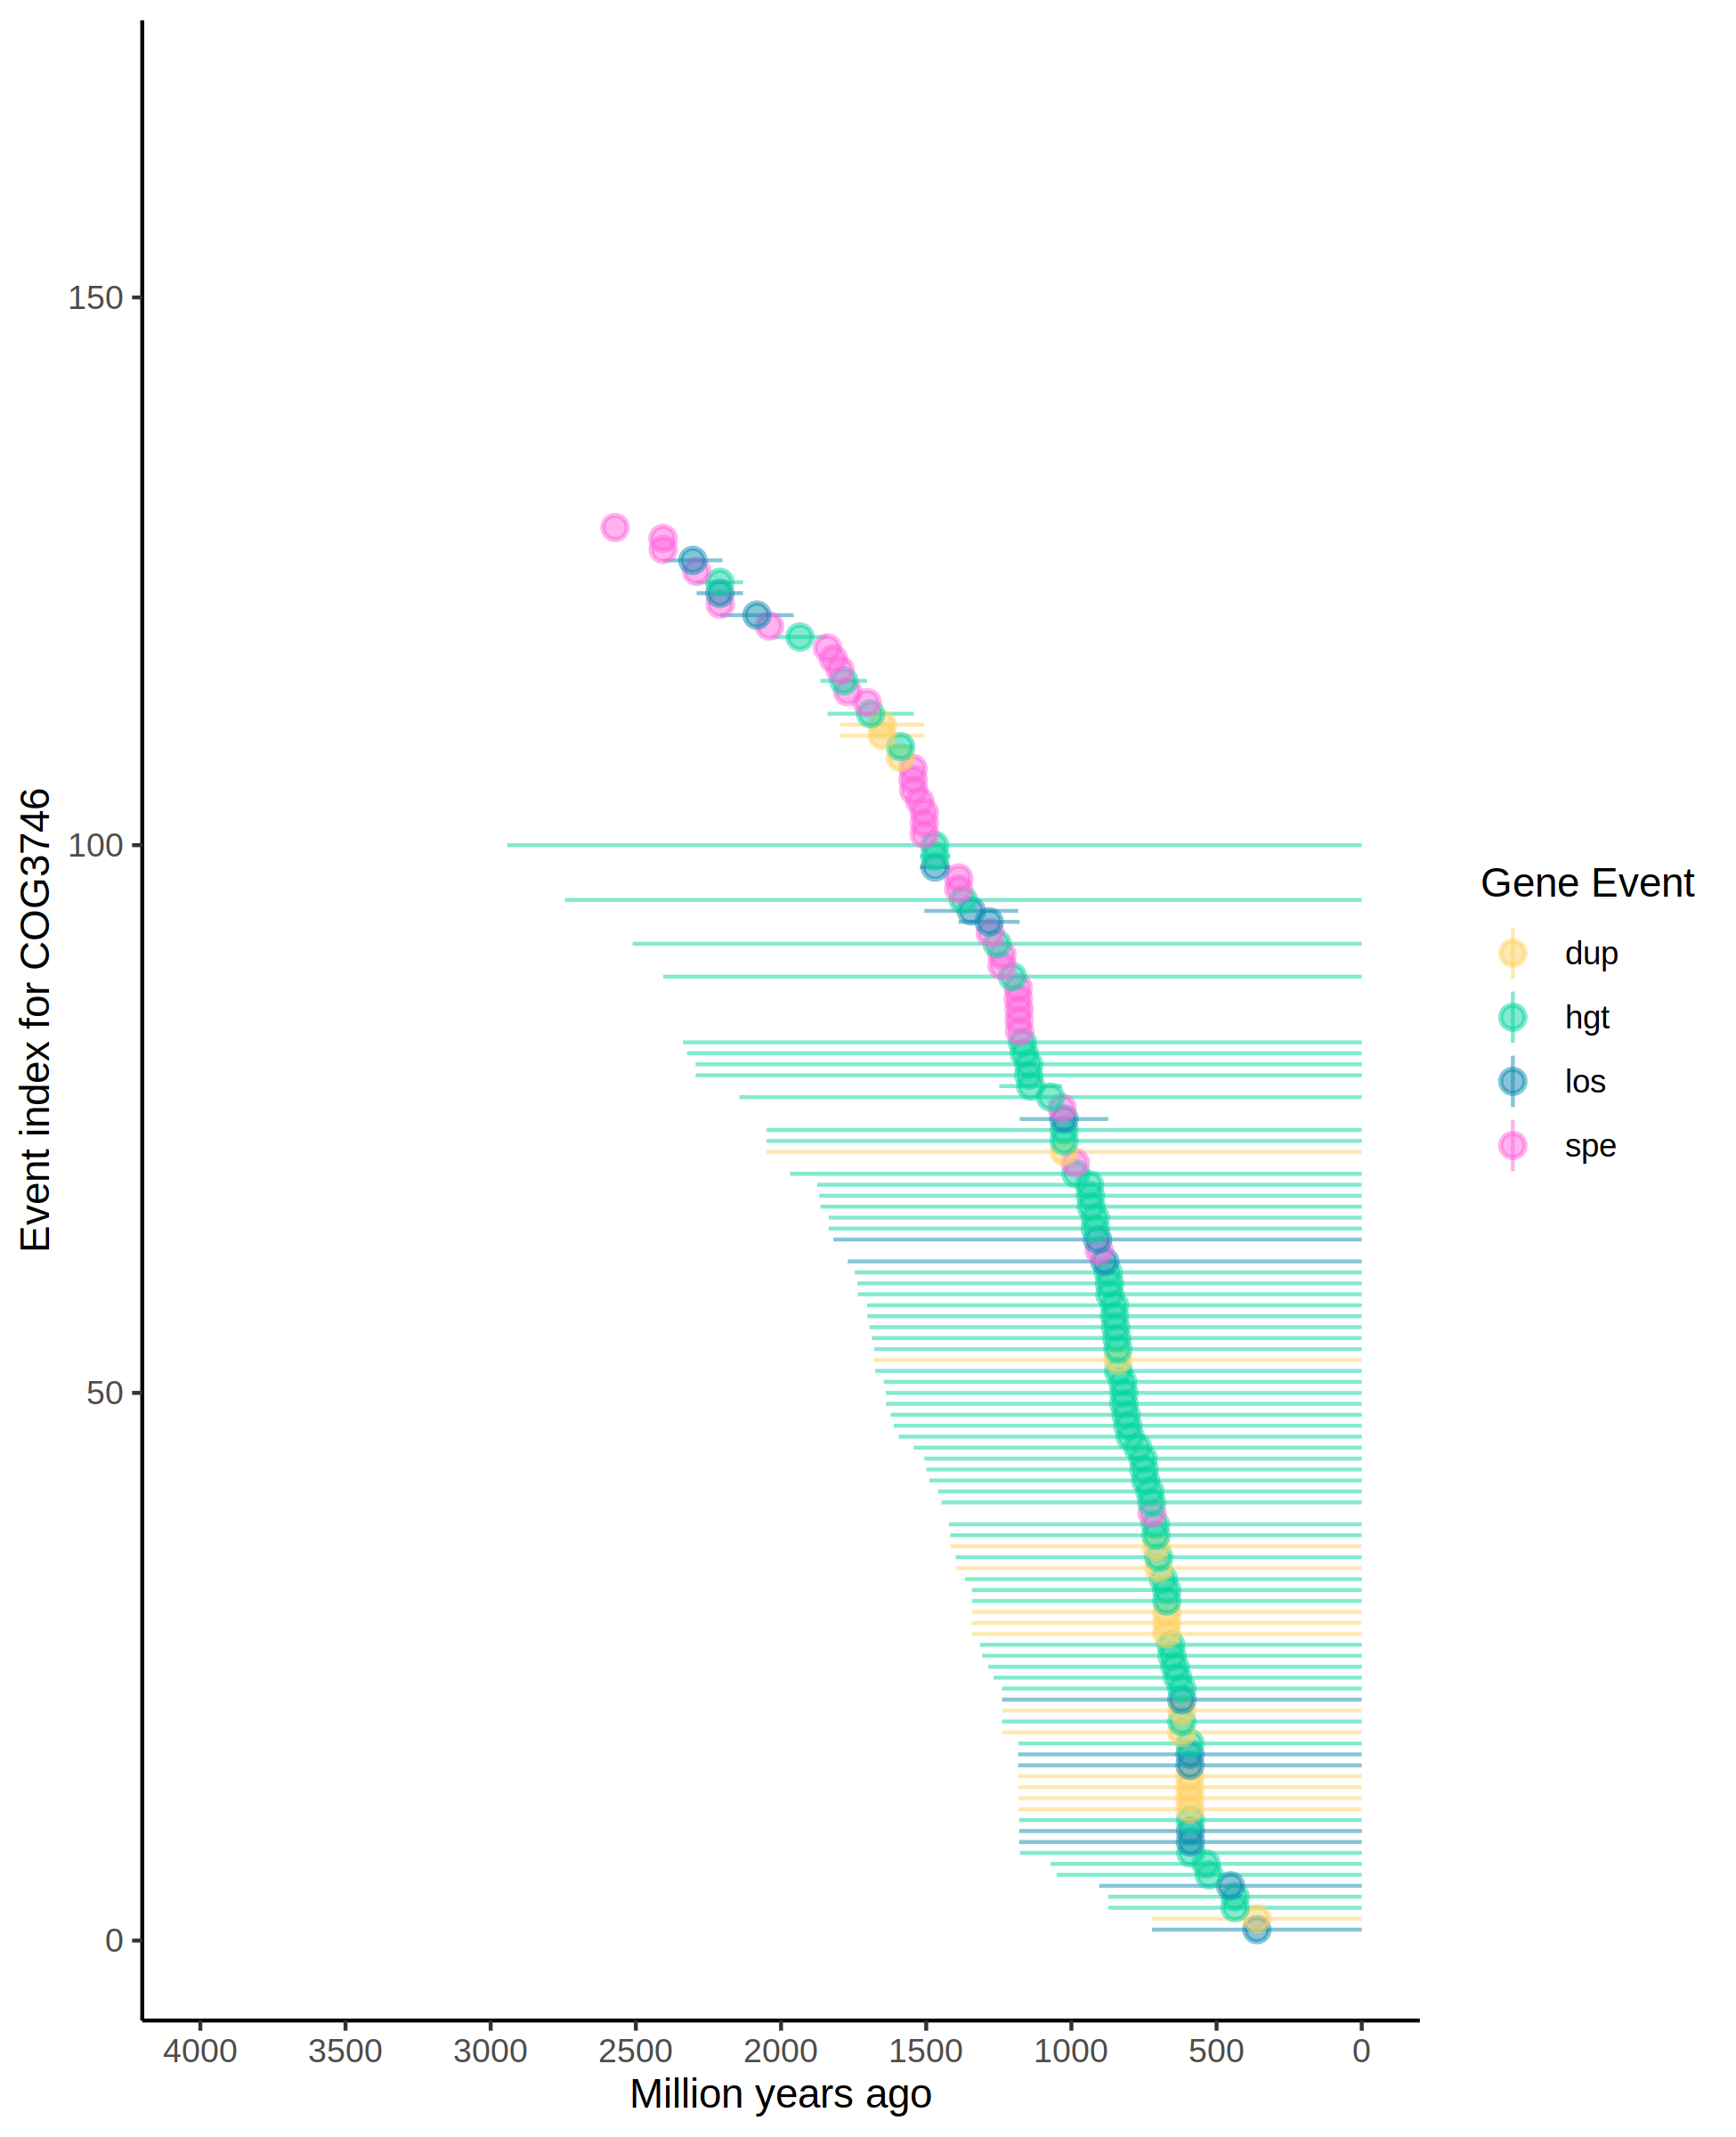 Event index for COG3746
150
100
50
0
4000 3500 3000 2500 2000 1500 1000 500 0
Million years ago
Gene Event
dup
hgt
los
spe